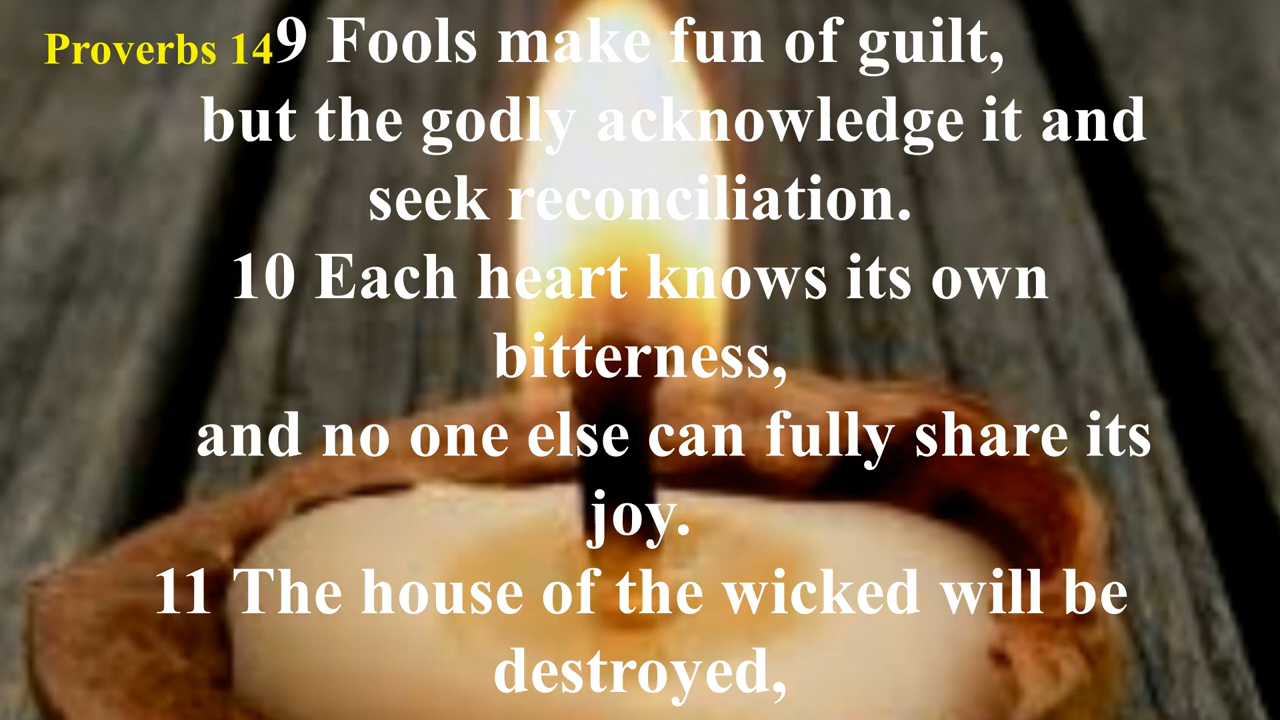 Proverbs 14
9 Fools make fun of guilt,
but the godly acknowledge it and
seek reconciliation.
10 Each heart knows its own
bitterness,
and no one else can fully share its
joy.
11 The house of the wicked will be
destroyed,